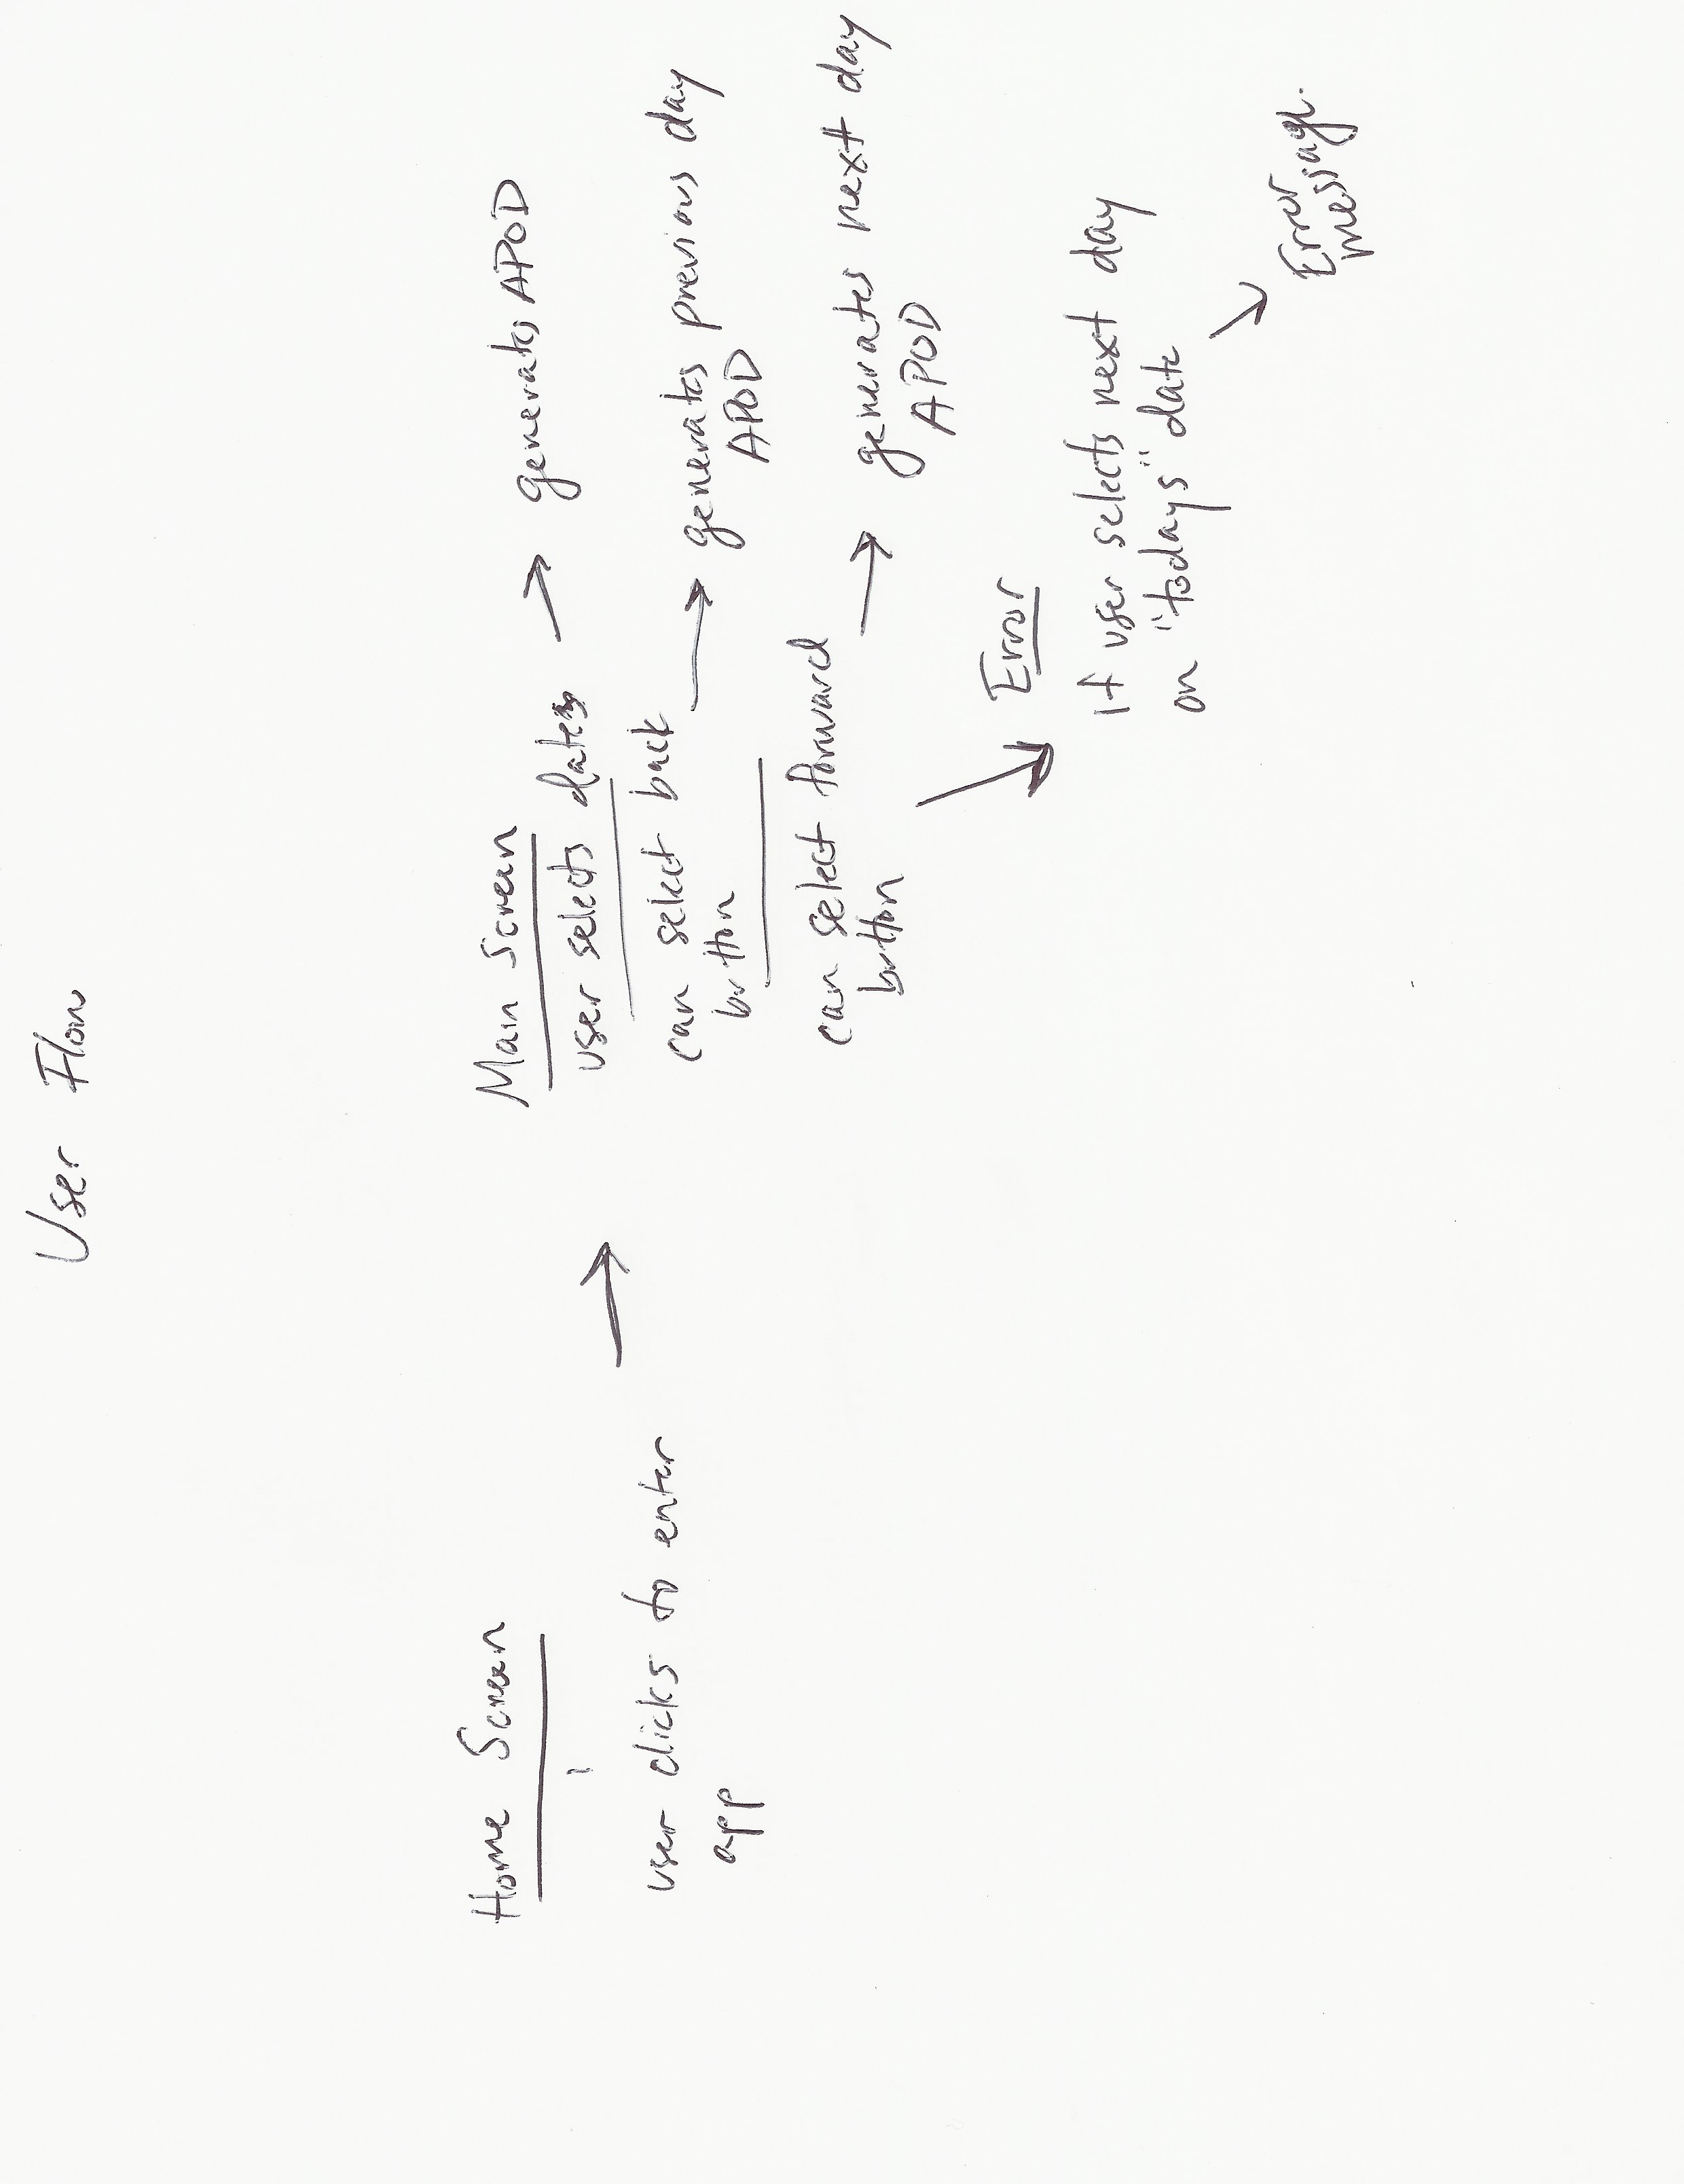 User Flow
Home Screen
user clicks to enter
app
Main Screen
user selects dates
can select back
button
can select forward
button
generates APOD
generates previous day
APOD
generates next day
APOD
Error
if user selects next day
on "todays" date
Error
message.